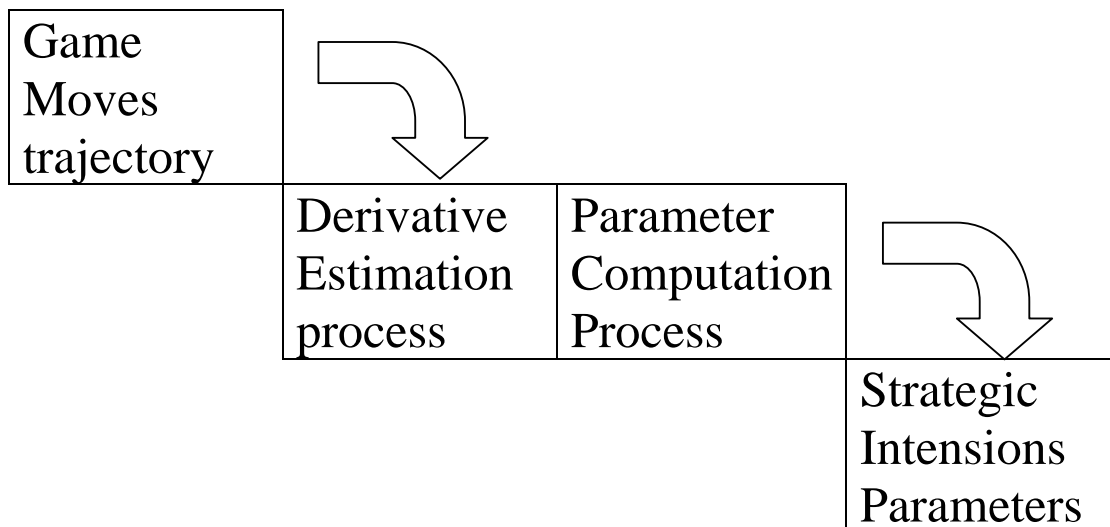 Game
Moves
trajectory
Derivative
Estimation
process
Parameter
Computation
Process
Strategic
Intensions
Parameters